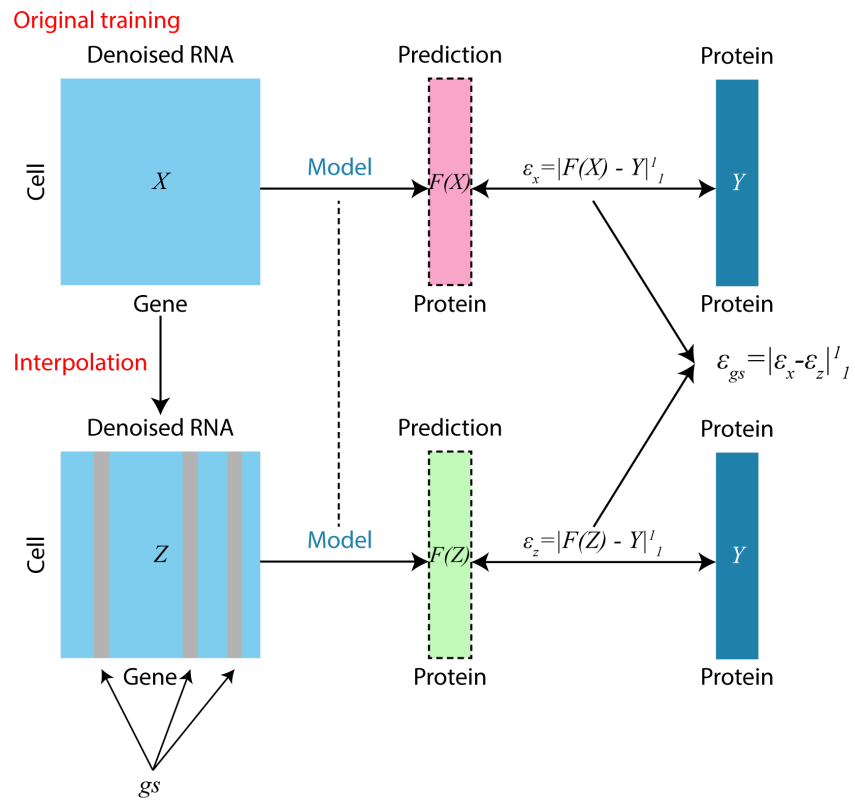 Original training
Denoised RNA
Prediction
Protein
Cell
X
Model
F(X)
εx=|F(X) - Y|¹₁
Y
Gene
Protein
Protein
Interpolation
εgs=|εx-εz|¹₁
Denoised RNA
Prediction
Protein
Cell
Z
Model
F(Z)
εz=|F(Z) - Y|¹₁
Y
Gene
Protein
Protein
gs